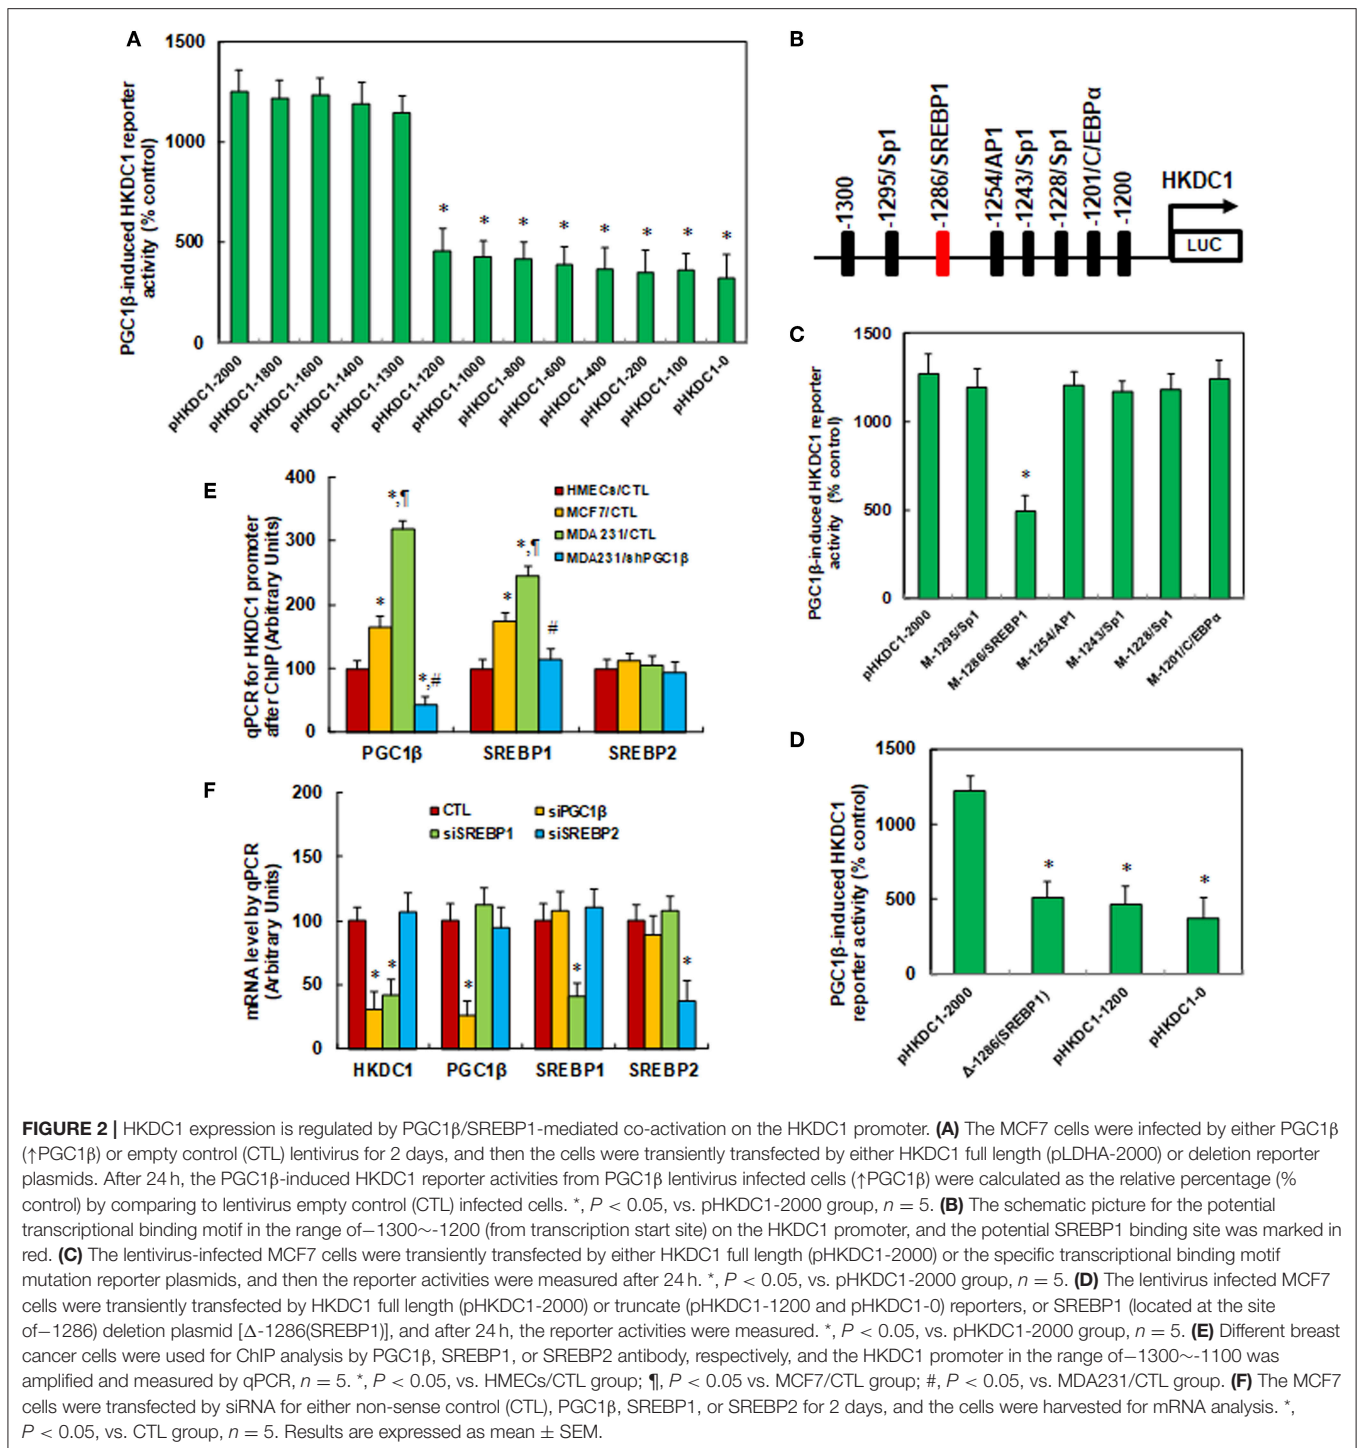 A
1500
1000
500
0
PGC1β-induced HKDC1 reporter
activity (% control)
* * * * * * * *
pHKDC1-2000
pHKDC1-1800
pHKDC1-1600
pHKDC1-1400
pHKDC1-1300
pHKDC1-1200
pHKDC1-1000
pHKDC1-800
pHKDC1-600
pHKDC1-400
pHKDC1-200
pHKDC1-100
pHKDC1-0
B
-1300
-1295/Sp1
-1286/SREBP1
-1254/AP1
-1243/Sp1
-1228/Sp1
-1201/C/EBPα
-1200
HKDC1
LUC
C
1500
1000
500
0
PGC1β-induced HKDC1 reporter
activity (% control)
*
pHKDC1-2000
M-1295/Sp1
M-1286/SREBP1
M-1254/AP1
M-1243/Sp1
M-1228/Sp1
M-1201/C/EBPα
E
400
300
200
100
0
qPCR for HKDC1 promoter
after ChIP (Arbitrary Units)
HMECs/CTL
MCF7/CTL
MDA231/CTL
MDA231/shPGC1β
* *,¶ *,# * *,¶ #
PGC1β SREBP1 SREBP2
D
1500
1000
500
0
PGC1β-induced HKDC1
reporter activity (% control)
* * *
pHKDC1-2000
Δ-1286(SREBP1)
pHKDC1-1200
pHKDC1-0
F
200
150
100
50
0
mRNA level by qPCR
(Arbitrary Units)
CTL siPGC1β
siSREBP1 siSREBP2
* * * * *
HKDC1 PGC1β SREBP1 SREBP2
FIGURE 2 | HKDC1 expression is regulated by PGC1β/SREBP1-mediated co-activation on the HKDC1 promoter. (A) The MCF7 cells were infected by either PGC1β
(↑PGC1β) or empty control (CTL) lentivirus for 2 days, and then the cells were transiently transfected by either HKDC1 full length (pLDHA-2000) or deletion reporter
plasmids. After 24 h, the PGC1β-induced HKDC1 reporter activities from PGC1β lentivirus infected cells (↑PGC1β) were calculated as the relative percentage (%
control) by comparing to lentivirus empty control (CTL) infected cells. *, P < 0.05, vs. pHKDC1-2000 group, n = 5. (B) The schematic picture for the potential
transcriptional binding motif in the range of−1300~-1200 (from transcription start site) on the HKDC1 promoter, and the potential SREBP1 binding site was marked in
red. (C) The lentivirus-infected MCF7 cells were transiently transfected by either HKDC1 full length (pHKDC1-2000) or the specific transcriptional binding motif
mutation reporter plasmids, and then the reporter activities were measured after 24 h. *, P < 0.05, vs. pHKDC1-2000 group, n = 5. (D) The lentivirus infected MCF7
cells were transiently transfected by HKDC1 full length (pHKDC1-2000) or truncate (pHKDC1-1200 and pHKDC1-0) reporters, or SREBP1 (located at the site
of−1286) deletion plasmid [Δ-1286(SREBP1)], and after 24 h, the reporter activities were measured. *, P < 0.05, vs. pHKDC1-2000 group, n = 5. (E) Different breast
cancer cells were used for ChIP analysis by PGC1β, SREBP1, or SREBP2 antibody, respectively, and the HKDC1 promoter in the range of−1300~-1100 was
amplified and measured by qPCR, n = 5. *, P < 0.05, vs. HMECs/CTL group; ¶, P < 0.05 vs. MCF7/CTL group; #, P < 0.05, vs. MDA231/CTL group. (F) The MCF7
cells were transfected by siRNA for either non-sense control (CTL), PGC1β, SREBP1, or SREBP2 for 2 days, and the cells were harvested for mRNA analysis. *,
P < 0.05, vs. CTL group, n = 5. Results are expressed as mean ± SEM.